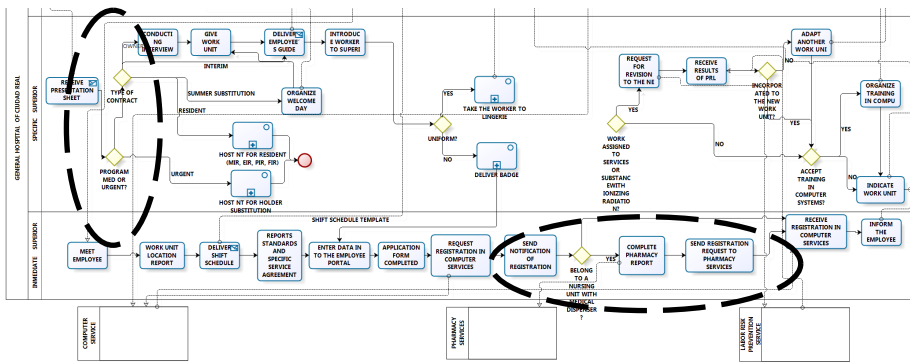 GENERAL HOSPITAL OF CIUDAD REAL
SPECIFIC SUPERIOR
CONDUCTI
NG
INTERVIEW
GIVE
WORK
UNIT
DELIVER
EMPLOYEE'
S GUIDE
INTRODUC
E WORKER
TO SUPERI
INTERIM
RECEIVE
PRESENTATION
SHEET
TYPE OF
CONTRACT
SUMMER SUBSTITUTION
ORGANIZE
WELCOME
DAY
RESIDENT
HOST NT FOR RESIDENT
(MIR, EIR, PIR, FIR)
PROGRAM
MED OR
URGENT?
URGENT
HOST NT FOR HOLDER
SUBSTITUTION
UNIFORM?
YES
TAKE THE WORKER TO
LINGERIE
NO
DELIVER BADGE
REQUEST
FOR
REVISION
TO THE NE
RECEIVE
RESULTS
OF PRL
INCORPOR
ATED TO
THE NEW
WORK
UNIT?
ADAPT
ANOTHER
WORK UNI
NO
YES
YES
WORK
ASSIGNED
TO
SERVICES
OR
SUBSTANC
EWITH
IONIZING
RADIATIO
N?
NO
ACCEPT
TRAINING
IN
COMPUTER
SYSTEMS?
YES
NO
ORGANIZE
TRAINING
IN COMPU
INDICATE
WORK UNIT
INMEDIATE SUPERIOR
MEET
EMPLOYEE
WORK UNIT
LOCATION
REPORT
DELIVER
SHIFT
SCHEDULE
REPORTS
STANDARDS
AND
SPECIFIC
SERVICE
AGREEMENT
SHIFT SCHEDULE TEMPLATE
ENTER DATA IN
TO THE EMPLOYEE
PORTAL
APPLICATION
FORM
COMPLETED
REQUEST
REGISTRATION IN
COMPUTER
SERVICES
SEND
NOTIFICATION
OF
REGISTRATION
BELONG
TO A
NURSING
UNIT WITH
MEDICAL
DISPENSER
?
YES
COMPLETE
PHARMACY
REPORT
SEND REGISTRATION
REQUEST TO
PHARMACY
SERVICES
RECEIVE
REGISTRATION IN
COMPUTER
SERVICES
INFORM
THE
EMPLOYEE
COMPUTER
SERVICE
PHARMACY
SERVICES
LABOR RISK
PREVENTION
SERVICE